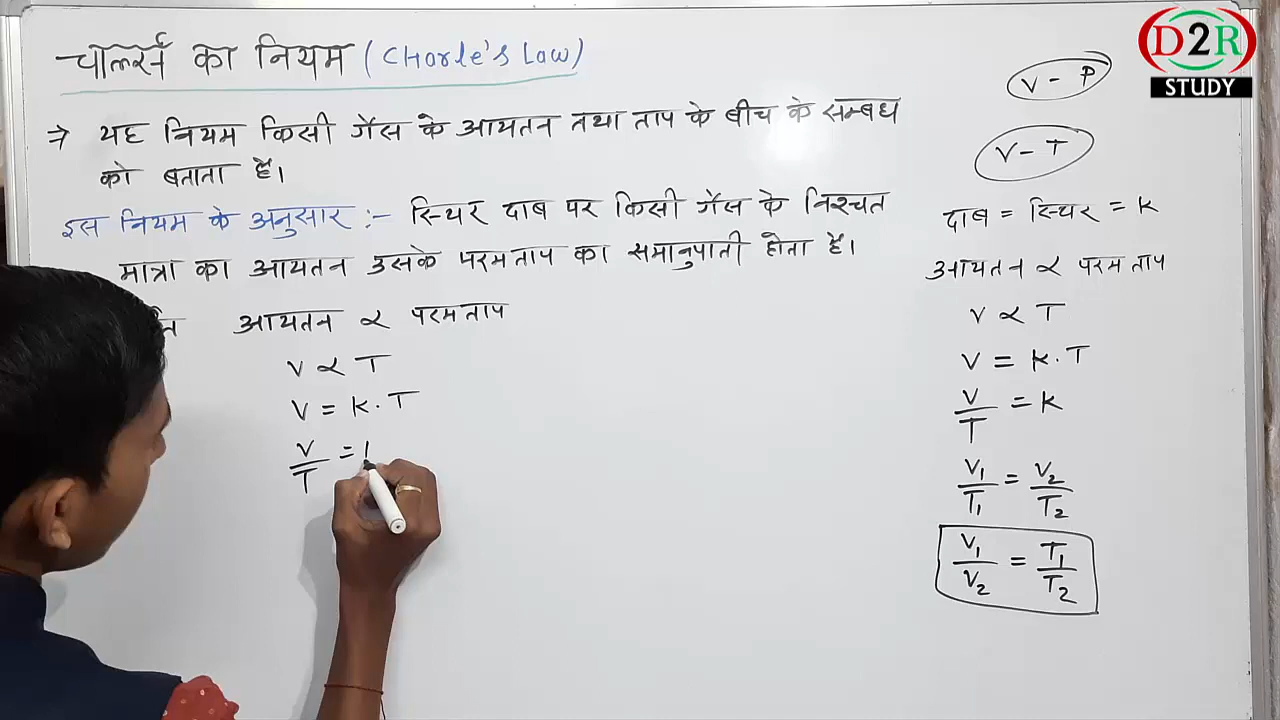 चार्ल्स का नियम (CHarle's Law)
→ यह नियम किसी गैस के आयतन तथा ताप के बीच के सम्बध
को बताता हैं।
इस नियम के अनुसार :- स्थिर दाब पर किसी गैस के निश्चत
मात्रा का आयतन उसके परमताप का समानुपाती होता हैं।
आयतन ∝ परमताप
V ∝ T
V = K. T
V/T =
V - P
V - T
दाब = स्थिर = K
आयतन ∝ परमताप
V ∝ T
V = K. T
V/T = K
V₁/T₁ = V₂/T₂
V₁/V₂ = T₁/T₂
D2R
STUDY